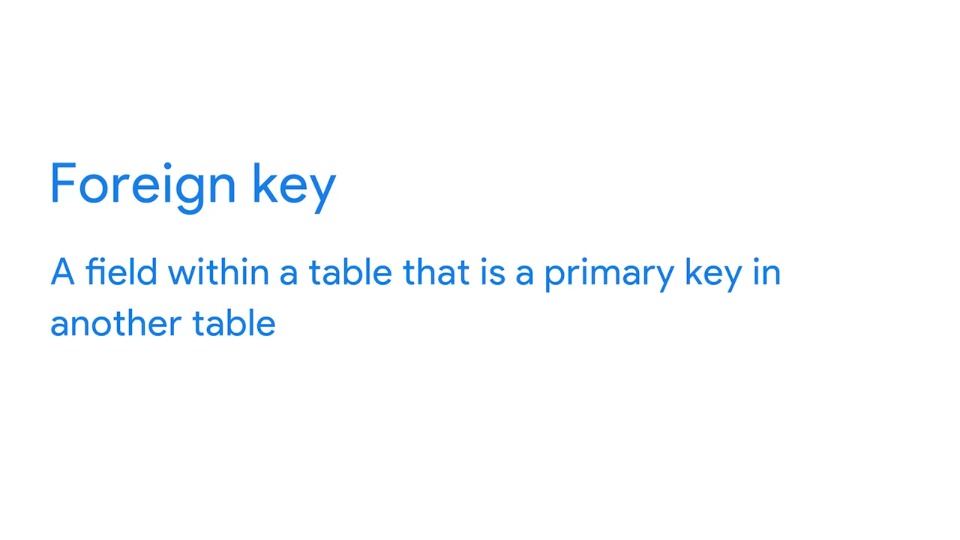 Foreign key
A field within a table that is a primary key in
another table